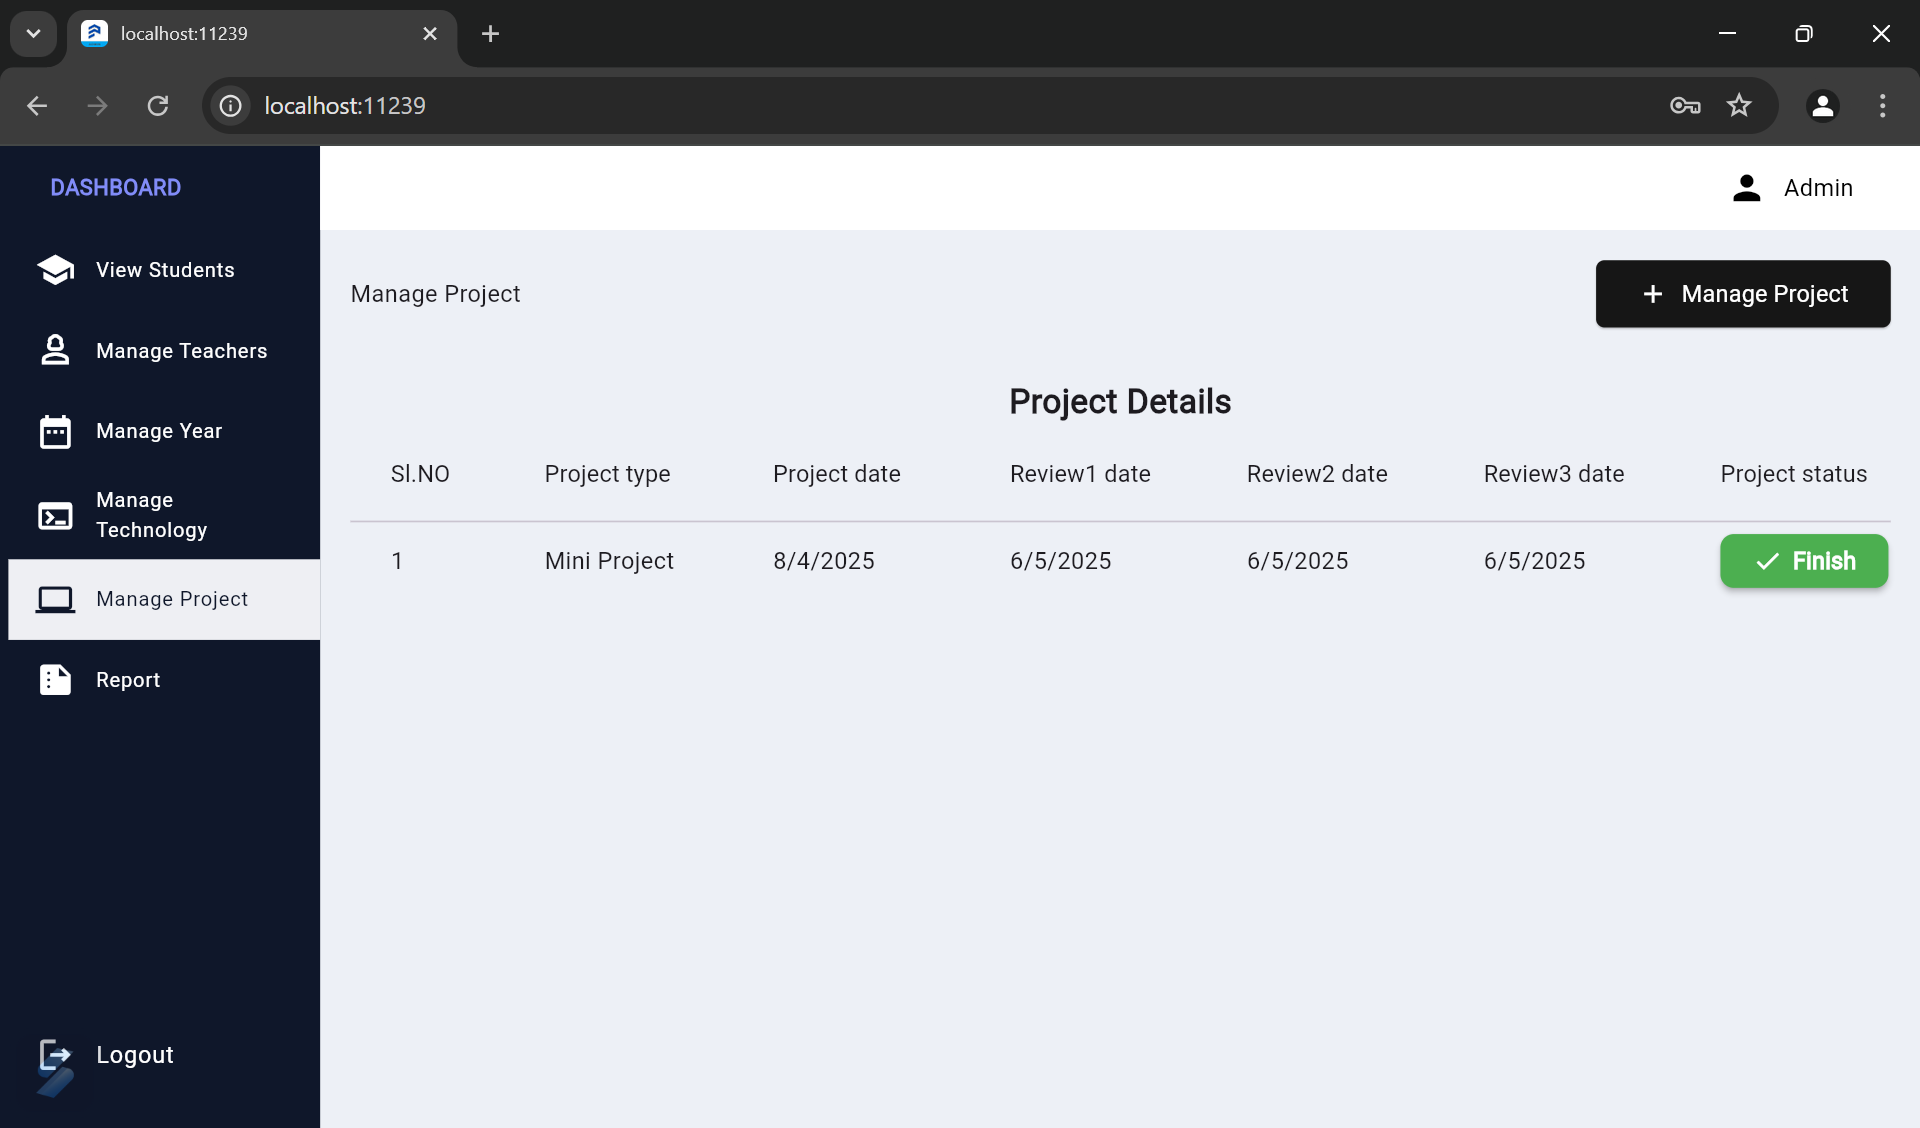 localhost:11239
localhost:11239
DASHBOARD
Admin
View Students
Manage Teachers
Manage Year
Manage
Technology
Manage Project
Report
Logout
Manage Project
Manage Project
Project Details
Sl.NO Project type Project date Review1 date Review2 date Review3 date Project status
1 Mini Project 8/4/2025 6/5/2025 6/5/2025 6/5/2025 Finish